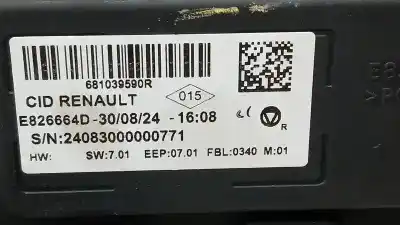 681039590R
CID RENAULT
015
E826664D-30/08/24 -16:08
S/N:24083000000771
R
HW: SW:7.01 EEP:07.01 FBL:0340 M:01